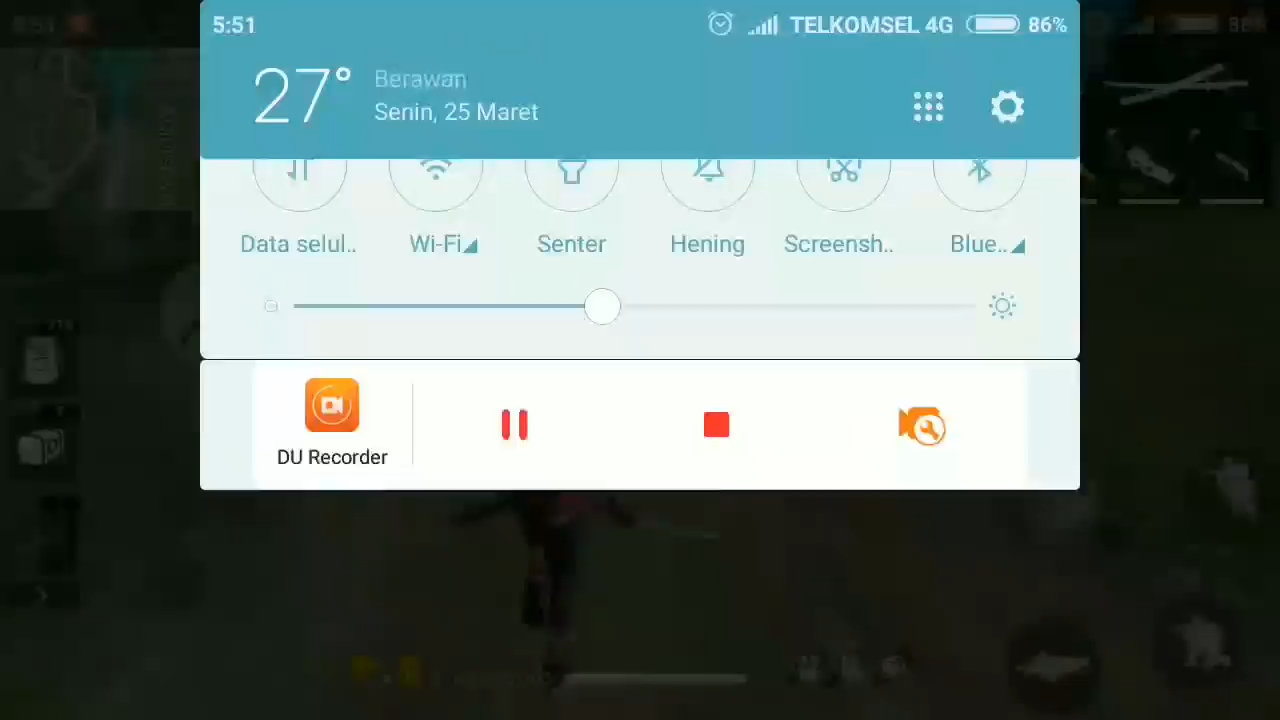 5:51 TELKOMSEL 4G 86%
27° Berawan
Senin, 25 Maret
Data selul.. Wi-Fi Senter Hening Screensh.. Blue..
DU Recorder